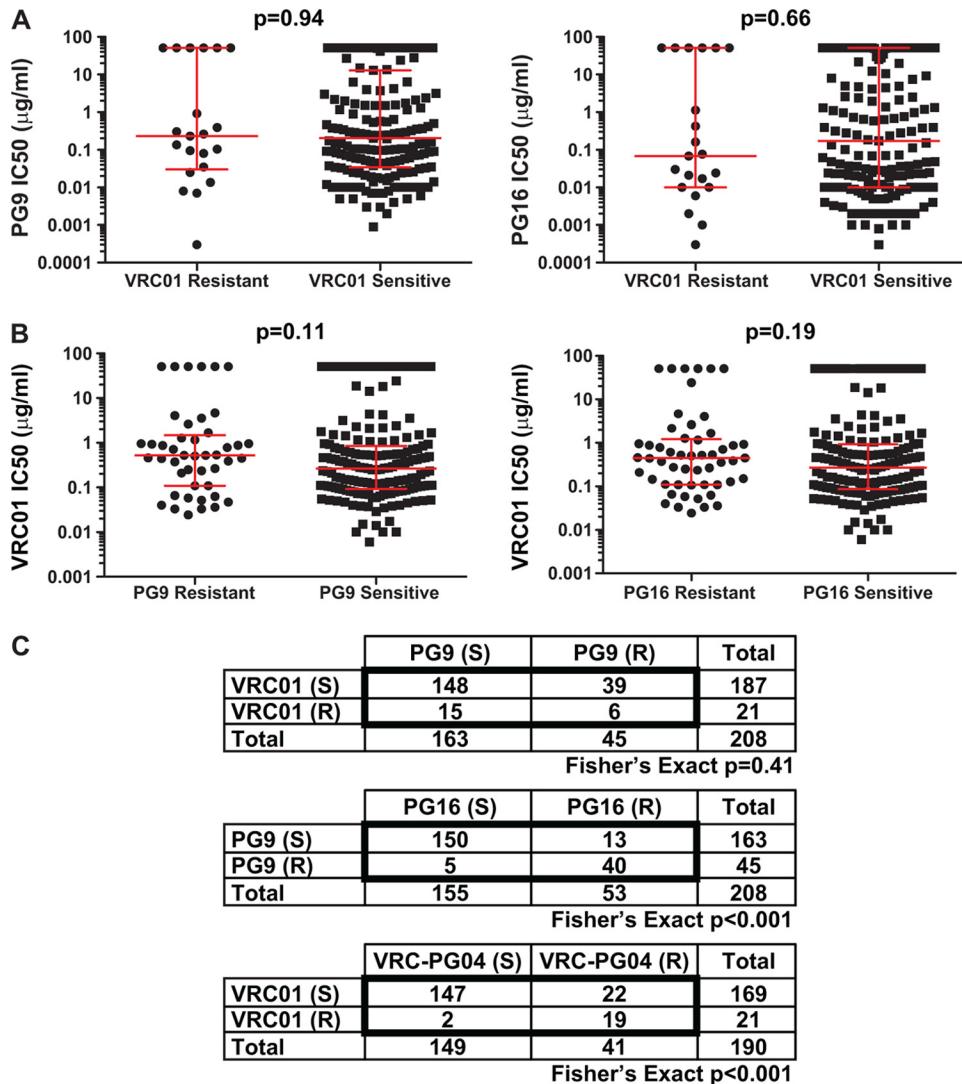 A
p=0.94
p=0.66
PG9 IC50 (μg/ml)
100
10
1
0.1
0.01
0.001
0.0001
VRC01 Resistant VRC01 Sensitive
PG16 IC50 (μg/ml)
100
10
1
0.1
0.01
0.001
0.0001
VRC01 Resistant VRC01 Sensitive
B
p=0.11
p=0.19
VRC01 IC50 (μg/ml)
100
10
1
0.1
0.01
0.001
PG9 Resistant PG9 Sensitive
VRC01 IC50 (μg/ml)
100
10
1
0.1
0.01
0.001
PG16 Resistant PG16 Sensitive
C
PG9 (S) PG9 (R) Total
VRC01 (S) 148 39 187
VRC01 (R) 15 6 21
Total 163 45 208
Fisher's Exact p=0.41
PG16 (S) PG16 (R) Total
PG9 (S) 150 13 163
PG9 (R) 5 40 45
Total 155 53 208
Fisher's Exact p<0.001
VRC-PG04 (S) VRC-PG04 (R) Total
VRC01 (S) 147 22 169
VRC01 (R) 2 19 21
Total 149 41 190
Fisher's Exact p<0.001